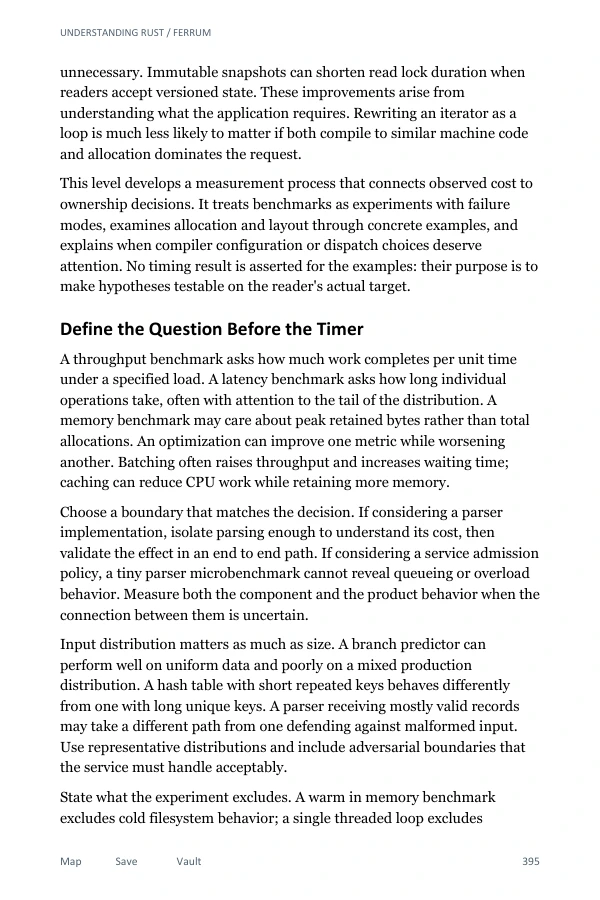 UNDERSTANDING RUST / FERRUM
unnecessary. Immutable snapshots can shorten read lock duration when
readers accept versioned state. These improvements arise from
understanding what the application requires. Rewriting an iterator as a
loop is much less likely to matter if both compile to similar machine code
and allocation dominates the request.
This level develops a measurement process that connects observed cost to
ownership decisions. It treats benchmarks as experiments with failure
modes, examines allocation and layout through concrete examples, and
explains when compiler configuration or dispatch choices deserve
attention. No timing result is asserted for the examples: their purpose is to
make hypotheses testable on the reader's actual target.
Define the Question Before the Timer
A throughput benchmark asks how much work completes per unit time
under a specified load. A latency benchmark asks how long individual
operations take, often with attention to the tail of the distribution. A
memory benchmark may care about peak retained bytes rather than total
allocations. An optimization can improve one metric while worsening
another. Batching often raises throughput and increases waiting time;
caching can reduce CPU work while retaining more memory.
Choose a boundary that matches the decision. If considering a parser
implementation, isolate parsing enough to understand its cost, then
validate the effect in an end to end path. If considering a service admission
policy, a tiny parser microbenchmark cannot reveal queueing or overload
behavior. Measure both the component and the product behavior when the
connection between them is uncertain.
Input distribution matters as much as size. A branch predictor can
perform well on uniform data and poorly on a mixed production
distribution. A hash table with short repeated keys behaves differently
from one with long unique keys. A parser receiving mostly valid records
may take a different path from one defending against malformed input.
Use representative distributions and include adversarial boundaries that
the service must handle acceptably.
State what the experiment excludes. A warm in memory benchmark
excludes cold filesystem behavior; a single threaded loop excludes
Map Save Vault 395